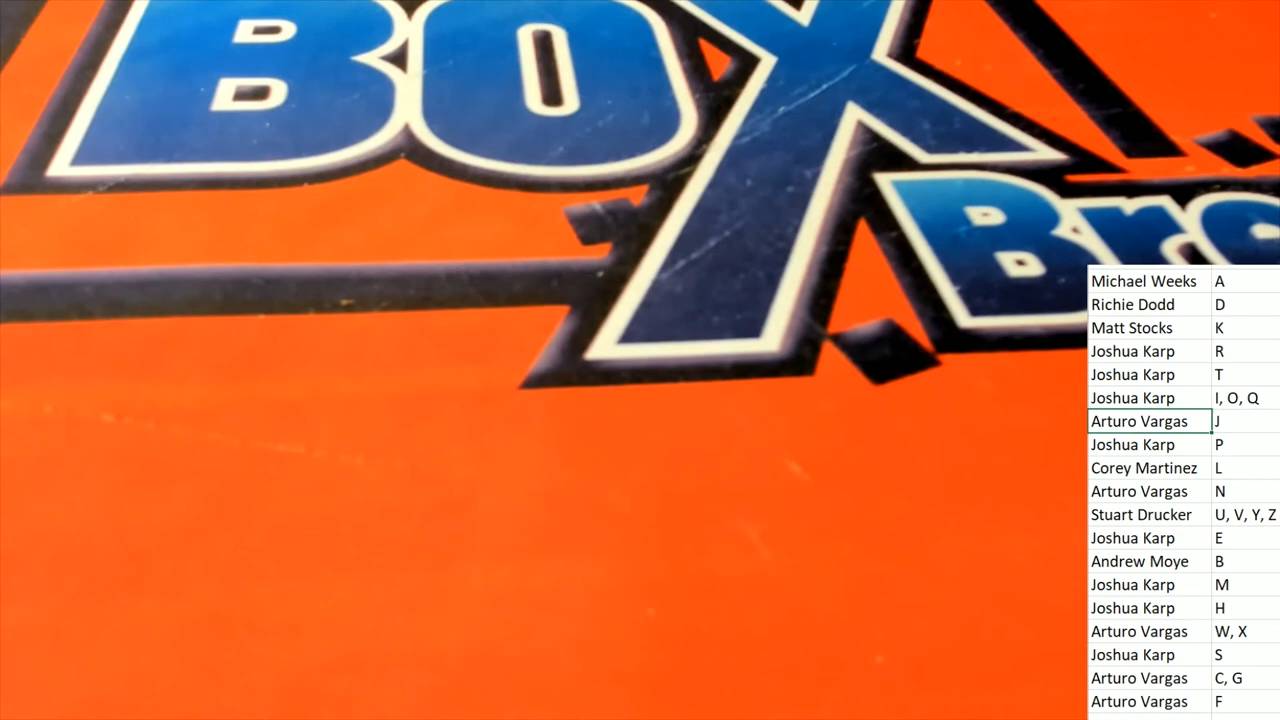 BOX
Bre
Michael Weeks A
Richie Dodd D
Matt Stocks K
Joshua Karp R
Joshua Karp T
Joshua Karp I, O, Q
Arturo Vargas J
Joshua Karp P
Corey Martinez L
Arturo Vargas N
Stuart Drucker U, V, Y, Z
Joshua Karp E
Andrew Moye B
Joshua Karp M
Joshua Karp H
Arturo Vargas W, X
Joshua Karp S
Arturo Vargas C, G
Arturo Vargas F